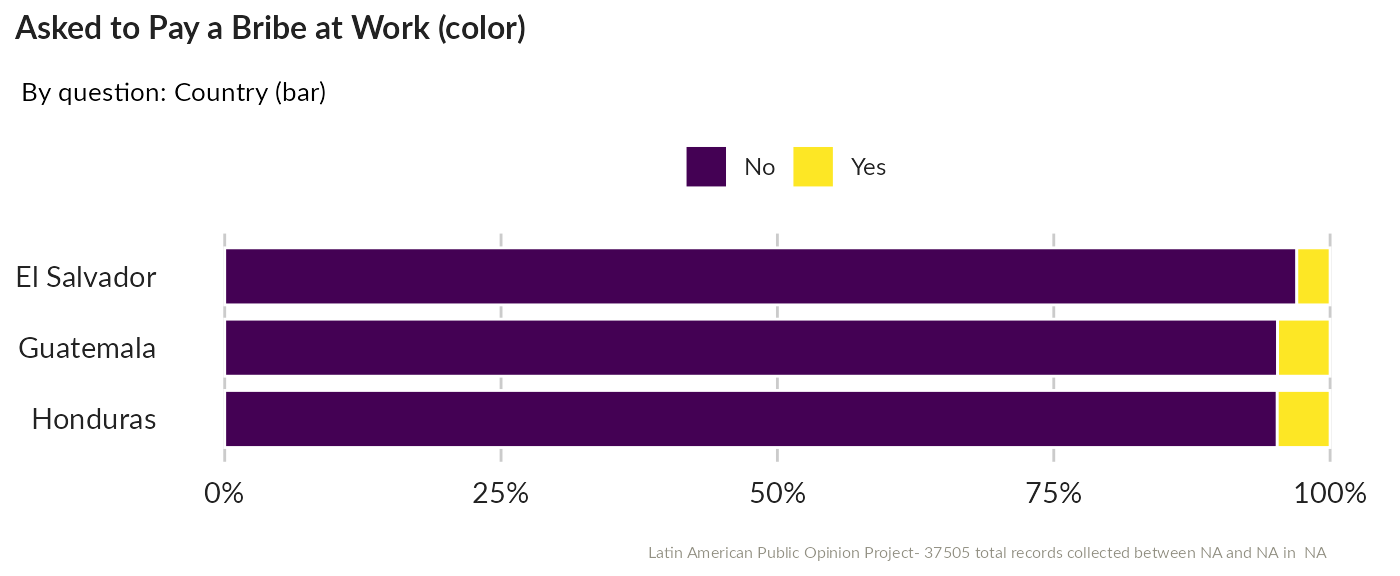 Asked to Pay a Bribe at Work (color)
By question: Country (bar)
No Yes
El Salvador
Guatemala
Honduras
0% 25% 50% 75% 100%
Latin American Public Opinion Project- 37505 total records collected between NA and NA in  NA